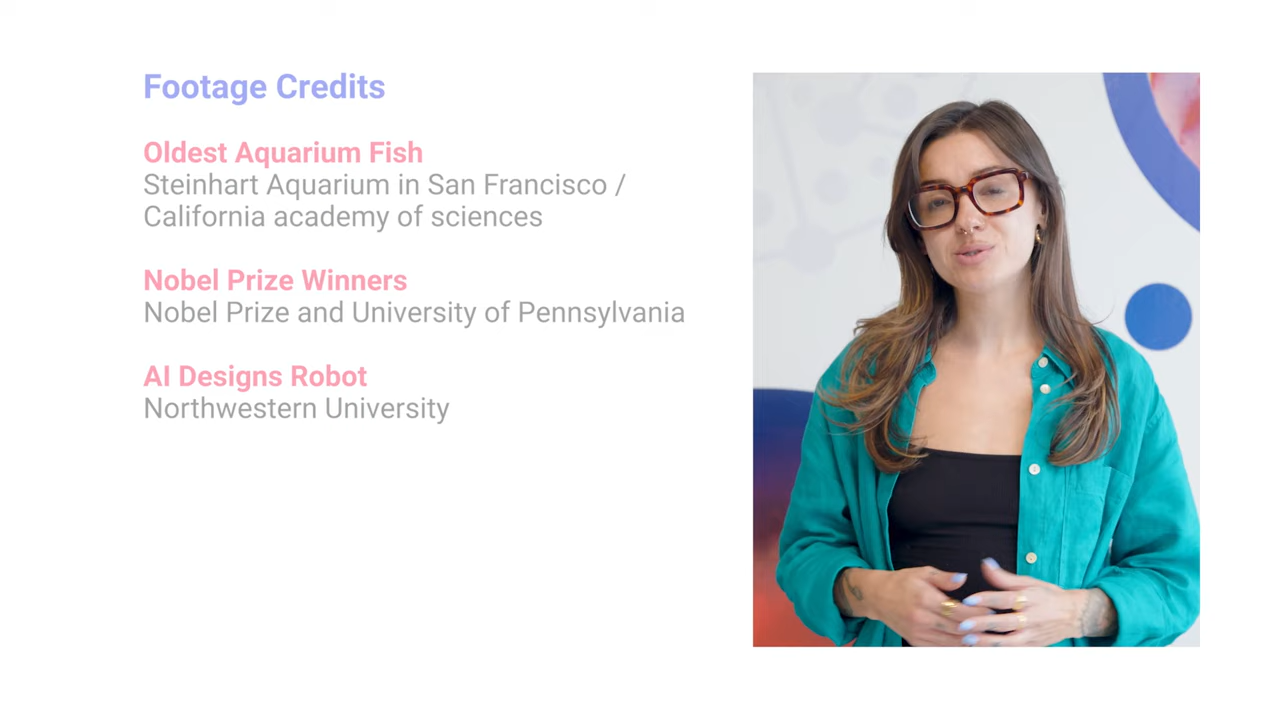 Footage Credits
Oldest Aquarium Fish
Steinhart Aquarium in San Francisco /
California academy of sciences
Nobel Prize Winners
Nobel Prize and University of Pennsylvania
AI Designs Robot
Northwestern University